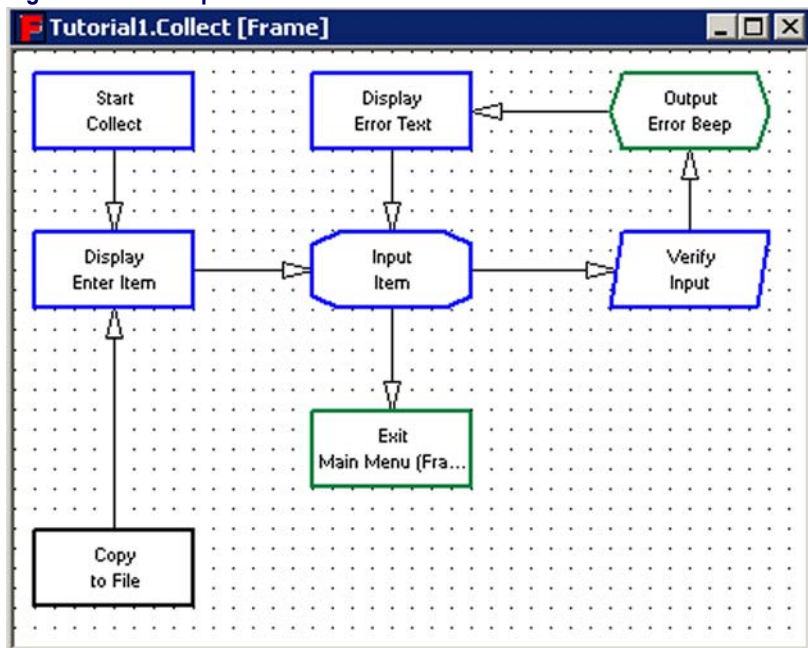 Tutorial1.Collect [Frame]
Start
Collect
Display
Error Text
Output
Error Beep
Display
Enter Item
Input
Item
Verify
Input
Exit
Main Menu (Fra...
Copy
to File